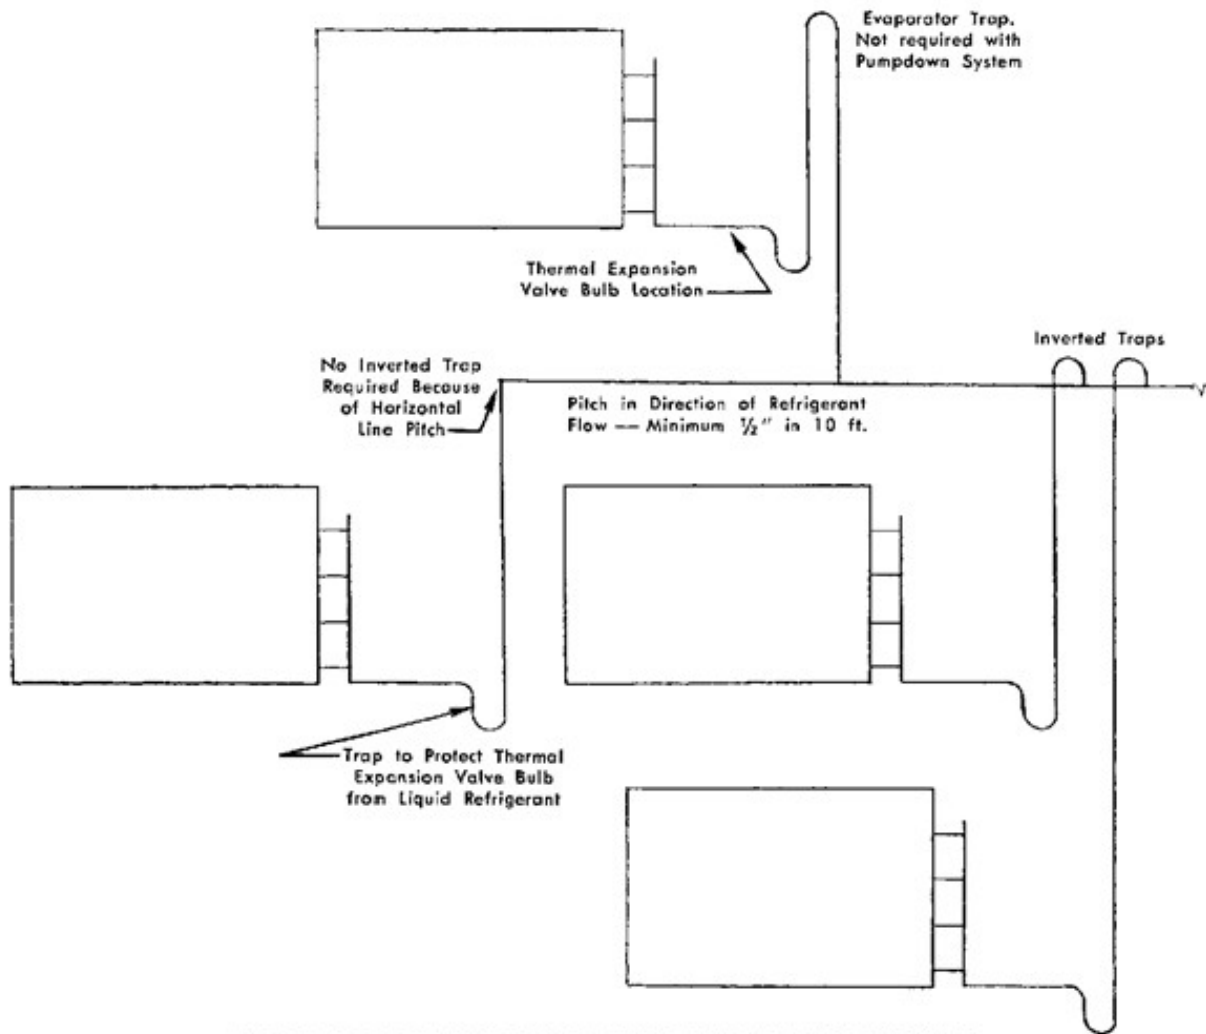 Evaporator Trap.
Not required with
Pumpdown System
Thermal Expansion
Valve Bulb Location
Inverted Traps
No Inverted Trap
Required Because
of Horizontal
Line Pitch
Pitch in Direction of Refrigerant
Flow — Minimum ½" in 10 ft.
Trap to Protect Thermal
Expansion Valve Bulb
from Liquid Refrigerant